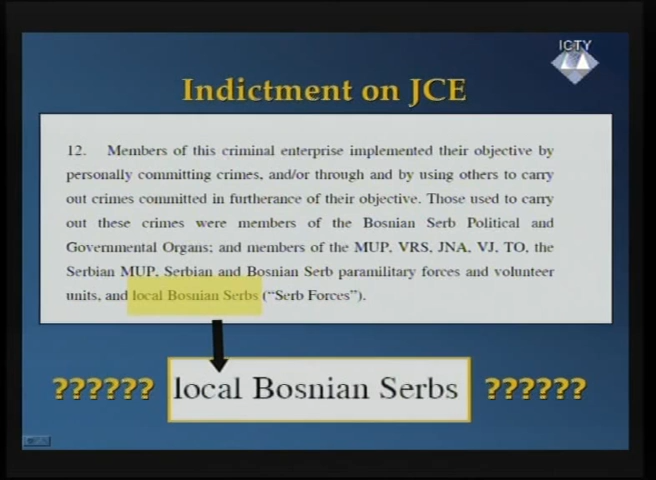 ICTY
Indictment on JCE
12. Members of this criminal enterprise implemented their objective by
personally committing crimes, and/or through and by using others to carry
out crimes committed in furtherance of their objective. Those used to carry
out these crimes were members of the Bosnian Serb Political and
Governmental Organs; and members of the MUP, VRS, JNA, VJ, TO, the
Serbian MUP, Serbian and Bosnian Serb paramilitary forces and volunteer
units, and local Bosnian Serbs (“Serb Forces”).
?????? local Bosnian Serbs ??????